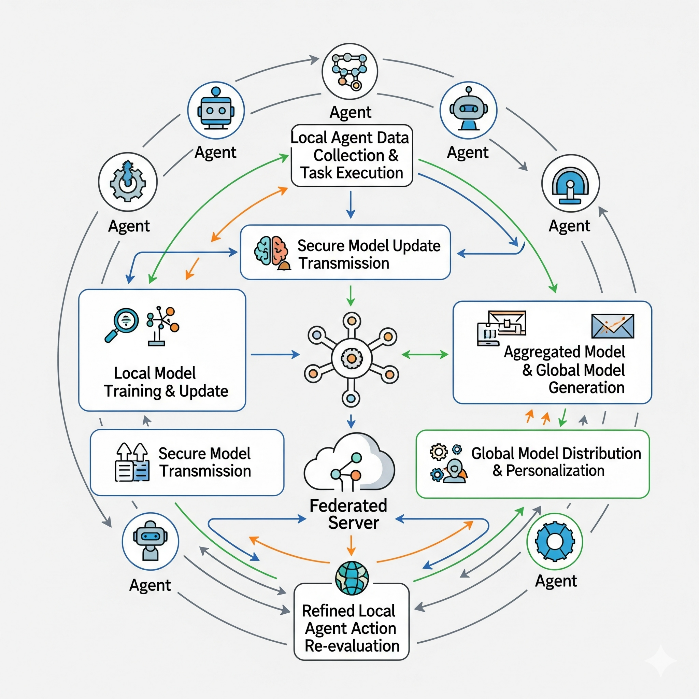 Agent
Agent
Agent
Agent
Agent
Local Agent Data
Collection &
Task Execution
Secure Model Update
Transmission
Local Model
Training & Update
Aggregated Model
& Global Model
Generation
Secure Model
Transmission
Global Model Distribution
& Personalization
Federated
Server
Agent
Agent
Refined Local
Agent Action
Re-evaluation